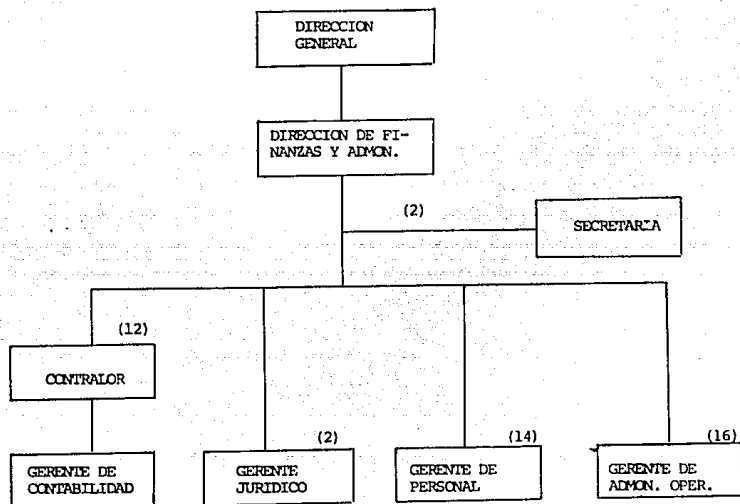 DIRECCION
GENERAL
DIRECCION DE FI-
NANZAS Y ADMON.
(2)
SECRETARIA
(12)
CONTRALOR
(2)
(14)
(16)
GERENTE DE
CONTABILIDAD
GERENTE
JURIDICO
GERENTE DE
PERSONAL
GERENTE DE
ADMON. OPER.